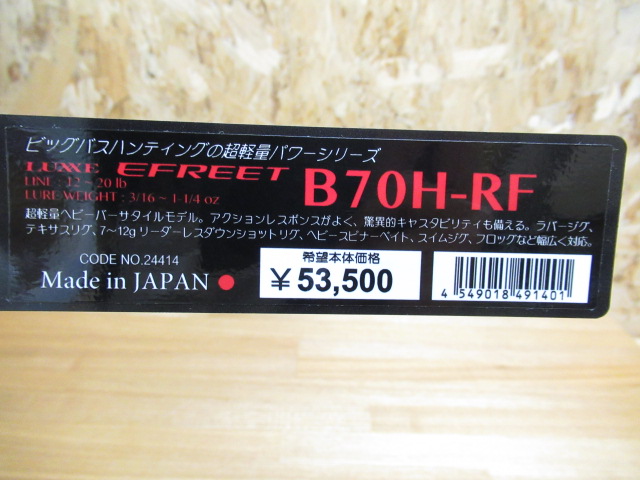 ビッグバスハンティングの超軽量パワーシリーズ
LUXXE EFREET B70H-RF
LINE : 12 ~ 20 lb
LURE WEIGHT : 3/16 ~ 1-1/4 oz
超軽量ヘビーバーサタイルモデル。アクションレスポンスがよく、驚異的キャスタビリティも備える。ラバージグ、
テキサスリグ、7~12g リーダーレスダウンショットリグ、ヘビースピナーベイト、スイムジグ、フロッグなど幅広く対応。
CODE NO.24414
Made in JAPAN
希望本体価格
¥53,500
4 549018 491401